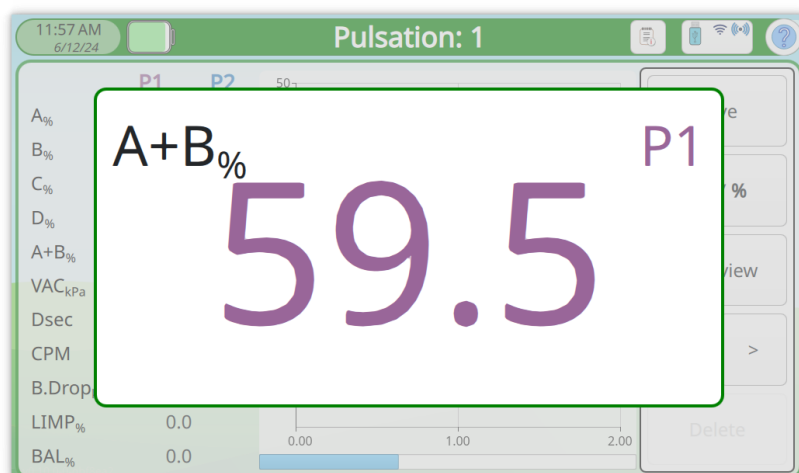 11:57 AM
6/12/24
Pulsation: 1
P1 P2
50
A%
B%
C%
D%
A+B%
VACkPa
Dsec
CPM
B.Drop
LIMP% 0.0
BAL% 0.0
A+B% P1
59.5
0.00 1.00 2.00
%
>
Delete